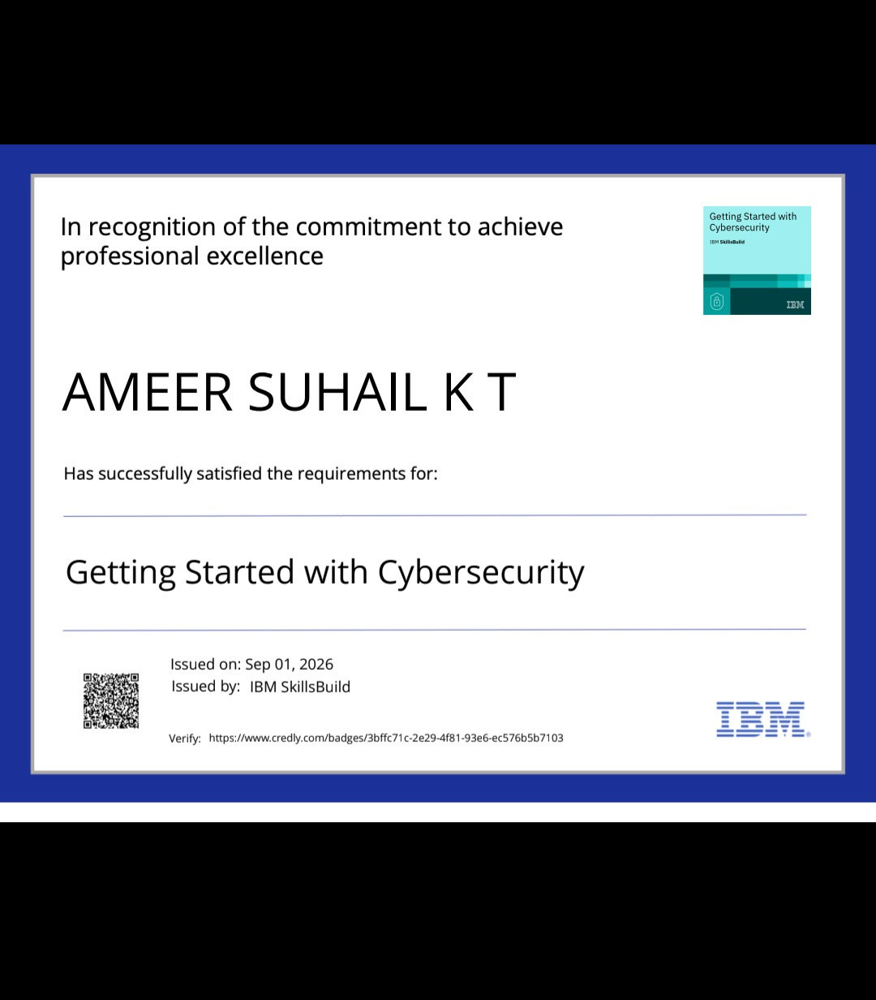 In recognition of the commitment to achieve
professional excellence
Getting Started with
Cybersecurity
IBM SkillsBuild
IBM
AMEER SUHAIL K T
Has successfully satisfied the requirements for:
Getting Started with Cybersecurity
Issued on: Sep 01, 2026
Issued by: IBM SkillsBuild
Verify: https://www.credly.com/badges/3bffc71c-2e29-4f81-93e6-ec576b5b7103
IBM®